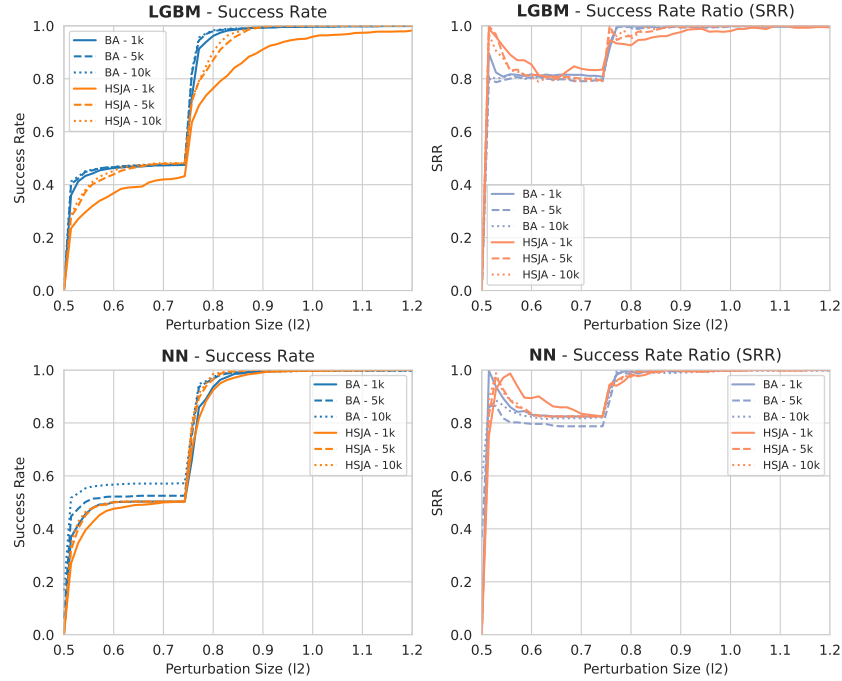 LGBM - Success Rate
1.0
0.8
0.6
0.4
0.2
0.0
Success Rate
BA - 1k
BA - 5k
BA - 10k
HSJA - 1k
HSJA - 5k
HSJA - 10k
0.5 0.6 0.7 0.8 0.9 1.0 1.1 1.2
Perturbation Size (l2)
LGBM - Success Rate Ratio (SRR)
1.0
0.8
0.6
0.4
0.2
0.0
SRR
BA - 1k
BA - 5k
BA - 10k
HSJA - 1k
HSJA - 5k
HSJA - 10k
0.5 0.6 0.7 0.8 0.9 1.0 1.1 1.2
Perturbation Size (l2)
NN - Success Rate
1.0
0.8
0.6
0.4
0.2
0.0
Success Rate
BA - 1k
BA - 5k
BA - 10k
HSJA - 1k
HSJA - 5k
HSJA - 10k
0.5 0.6 0.7 0.8 0.9 1.0 1.1 1.2
Perturbation Size (l2)
NN - Success Rate Ratio (SRR)
1.0
0.8
0.6
0.4
0.2
0.0
SRR
BA - 1k
BA - 5k
BA - 10k
HSJA - 1k
HSJA - 5k
HSJA - 10k
0.5 0.6 0.7 0.8 0.9 1.0 1.1 1.2
Perturbation Size (l2)